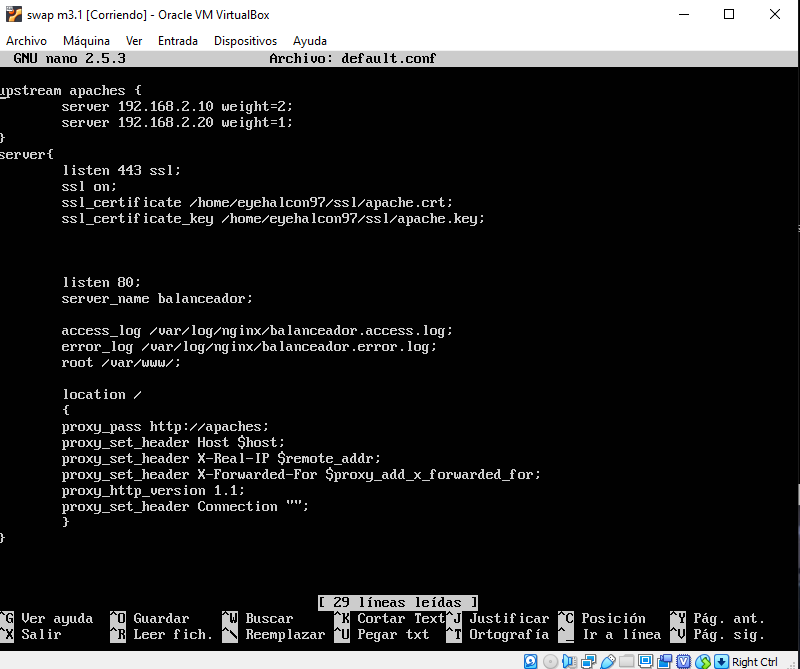 swap m3.1 [Corriendo] - Oracle VM VirtualBox
Archivo Máquina Ver Entrada Dispositivos Ayuda
GNU nano 2.5.3 Archivo: default.conf
upstream apaches {
server 192.168.2.10 weight=2;
server 192.168.2.20 weight=1;
}
server{
listen 443 ssl;
ssl on;
ssl_certificate /home/eyehalcon97/ssl/apache.crt;
ssl_certificate_key /home/eyehalcon97/ssl/apache.key;
listen 80;
server_name balanceador;
access_log /var/log/nginx/balanceador.access.log;
error_log /var/log/nginx/balanceador.error.log;
root /var/www/;
location /
{
proxy_pass http://apaches;
proxy_set_header Host $host;
proxy_set_header X-Real-IP $remote_addr;
proxy_set_header X-Forwarded-For $proxy_add_x_forwarded_for;
proxy_http_version 1.1;
proxy_set_header Connection "";
}
}
[ 29 líneas leídas ]
^G Ver ayuda ^O Guardar ^W Buscar ^K Cortar Text ^J Justificar ^C Posición ^Y Pág. ant.
^X Salir ^R Leer fich. ^\ Reemplazar ^U Pegar txt ^T Ortografía ^_ Ir a línea ^V Pág. sig.
Right Ctrl